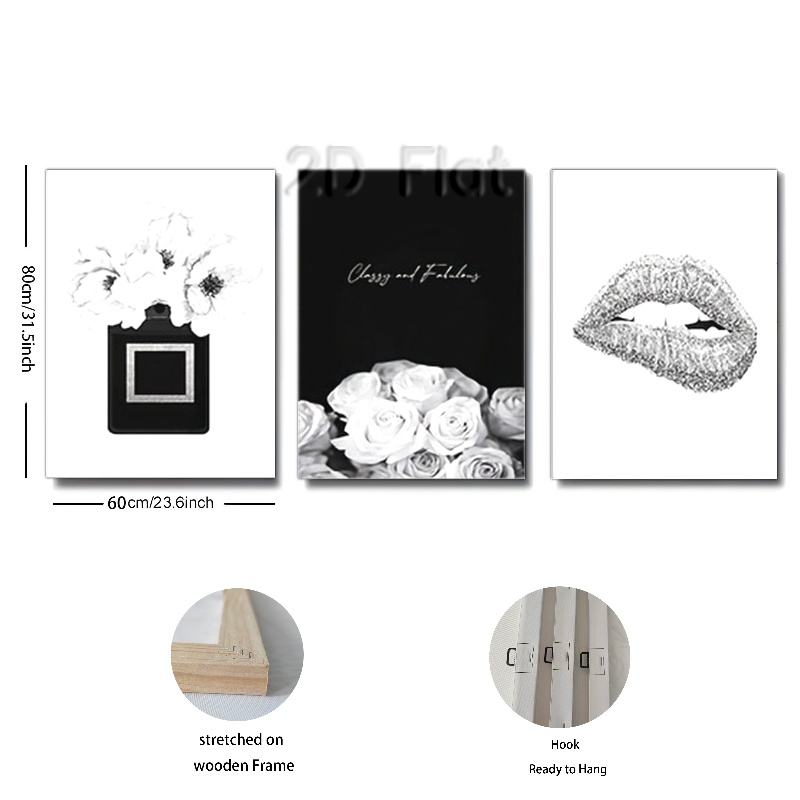 2D Flat
Classy and Fabulous
80cm/31.5inch
60cm/23.6inch
stretched on
wooden Frame
Hook
Ready to Hang